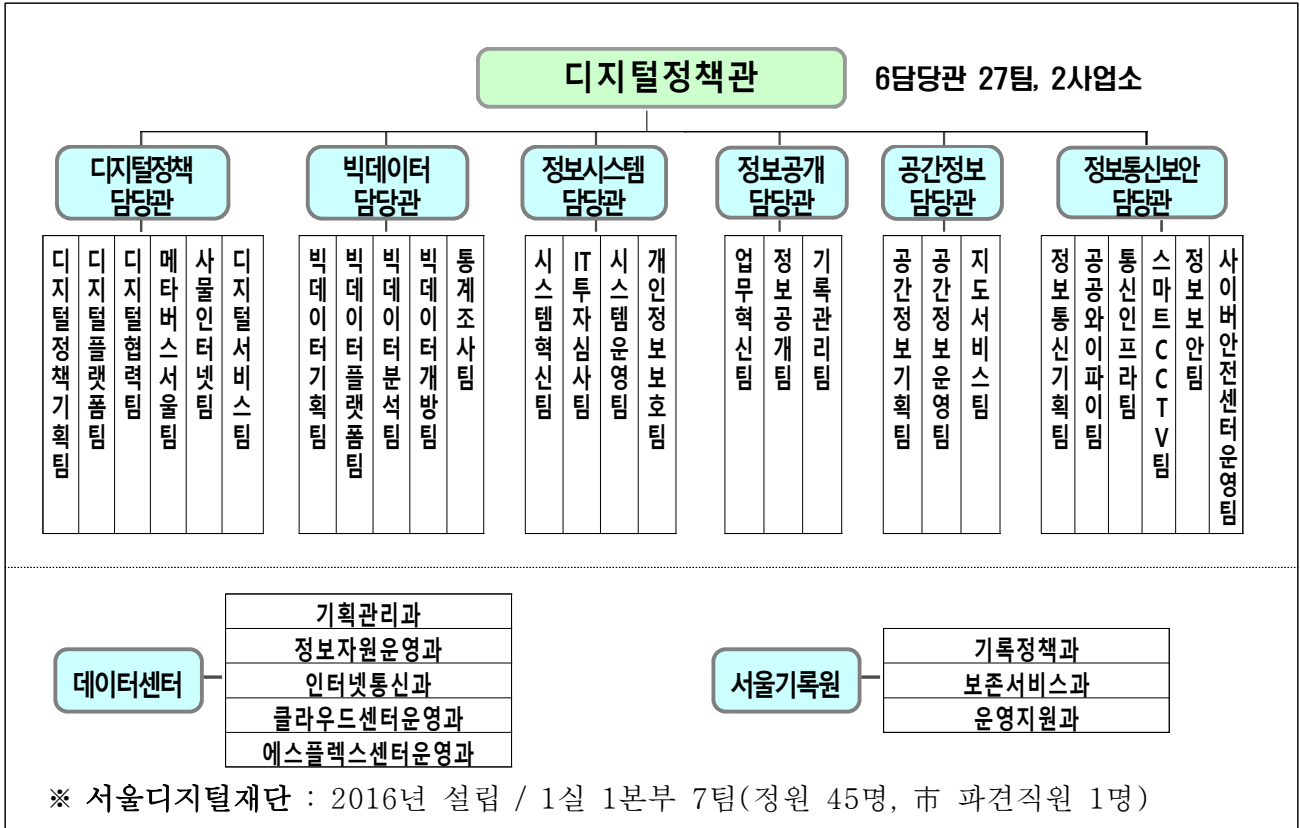 디지털정책관
6담당관 27팀, 2사업소
디지털정책
담당관
빅데이터
담당관
정보시스템
담당관
정보공개
담당관
공간정보
담당관
정보통신보안
담당관
디지털정책기획팀
디지털플랫폼팀
디지털협력팀
메타버스서울팀
사물인터넷팀
디지털서비스팀
빅데이터기획팀
빅데이터플랫폼팀
빅데이터분석팀
빅데이터개방팀
통계조사팀
시스템혁신팀
IT투자심사팀
시스템운영팀
개인정보보호팀
업무혁신팀
정보공개팀
기록관리팀
공간정보기획팀
공간정보운영팀
지도서비스팀
정보통신기획팀
공공와이파이팀
통신인프라팀
스마트CCTV팀
정보보안팀
사이버안전센터운영팀
데이터센터
기획관리과
정보자원운영과
인터넷통신과
클라우드센터운영과
에스플렉스센터운영과
서울기록원
기록정책과
보존서비스과
운영지원과
※ 서울디지털재단 : 2016년 설립 / 1실 1본부 7팀(정원 45명, 市 파견직원 1명)